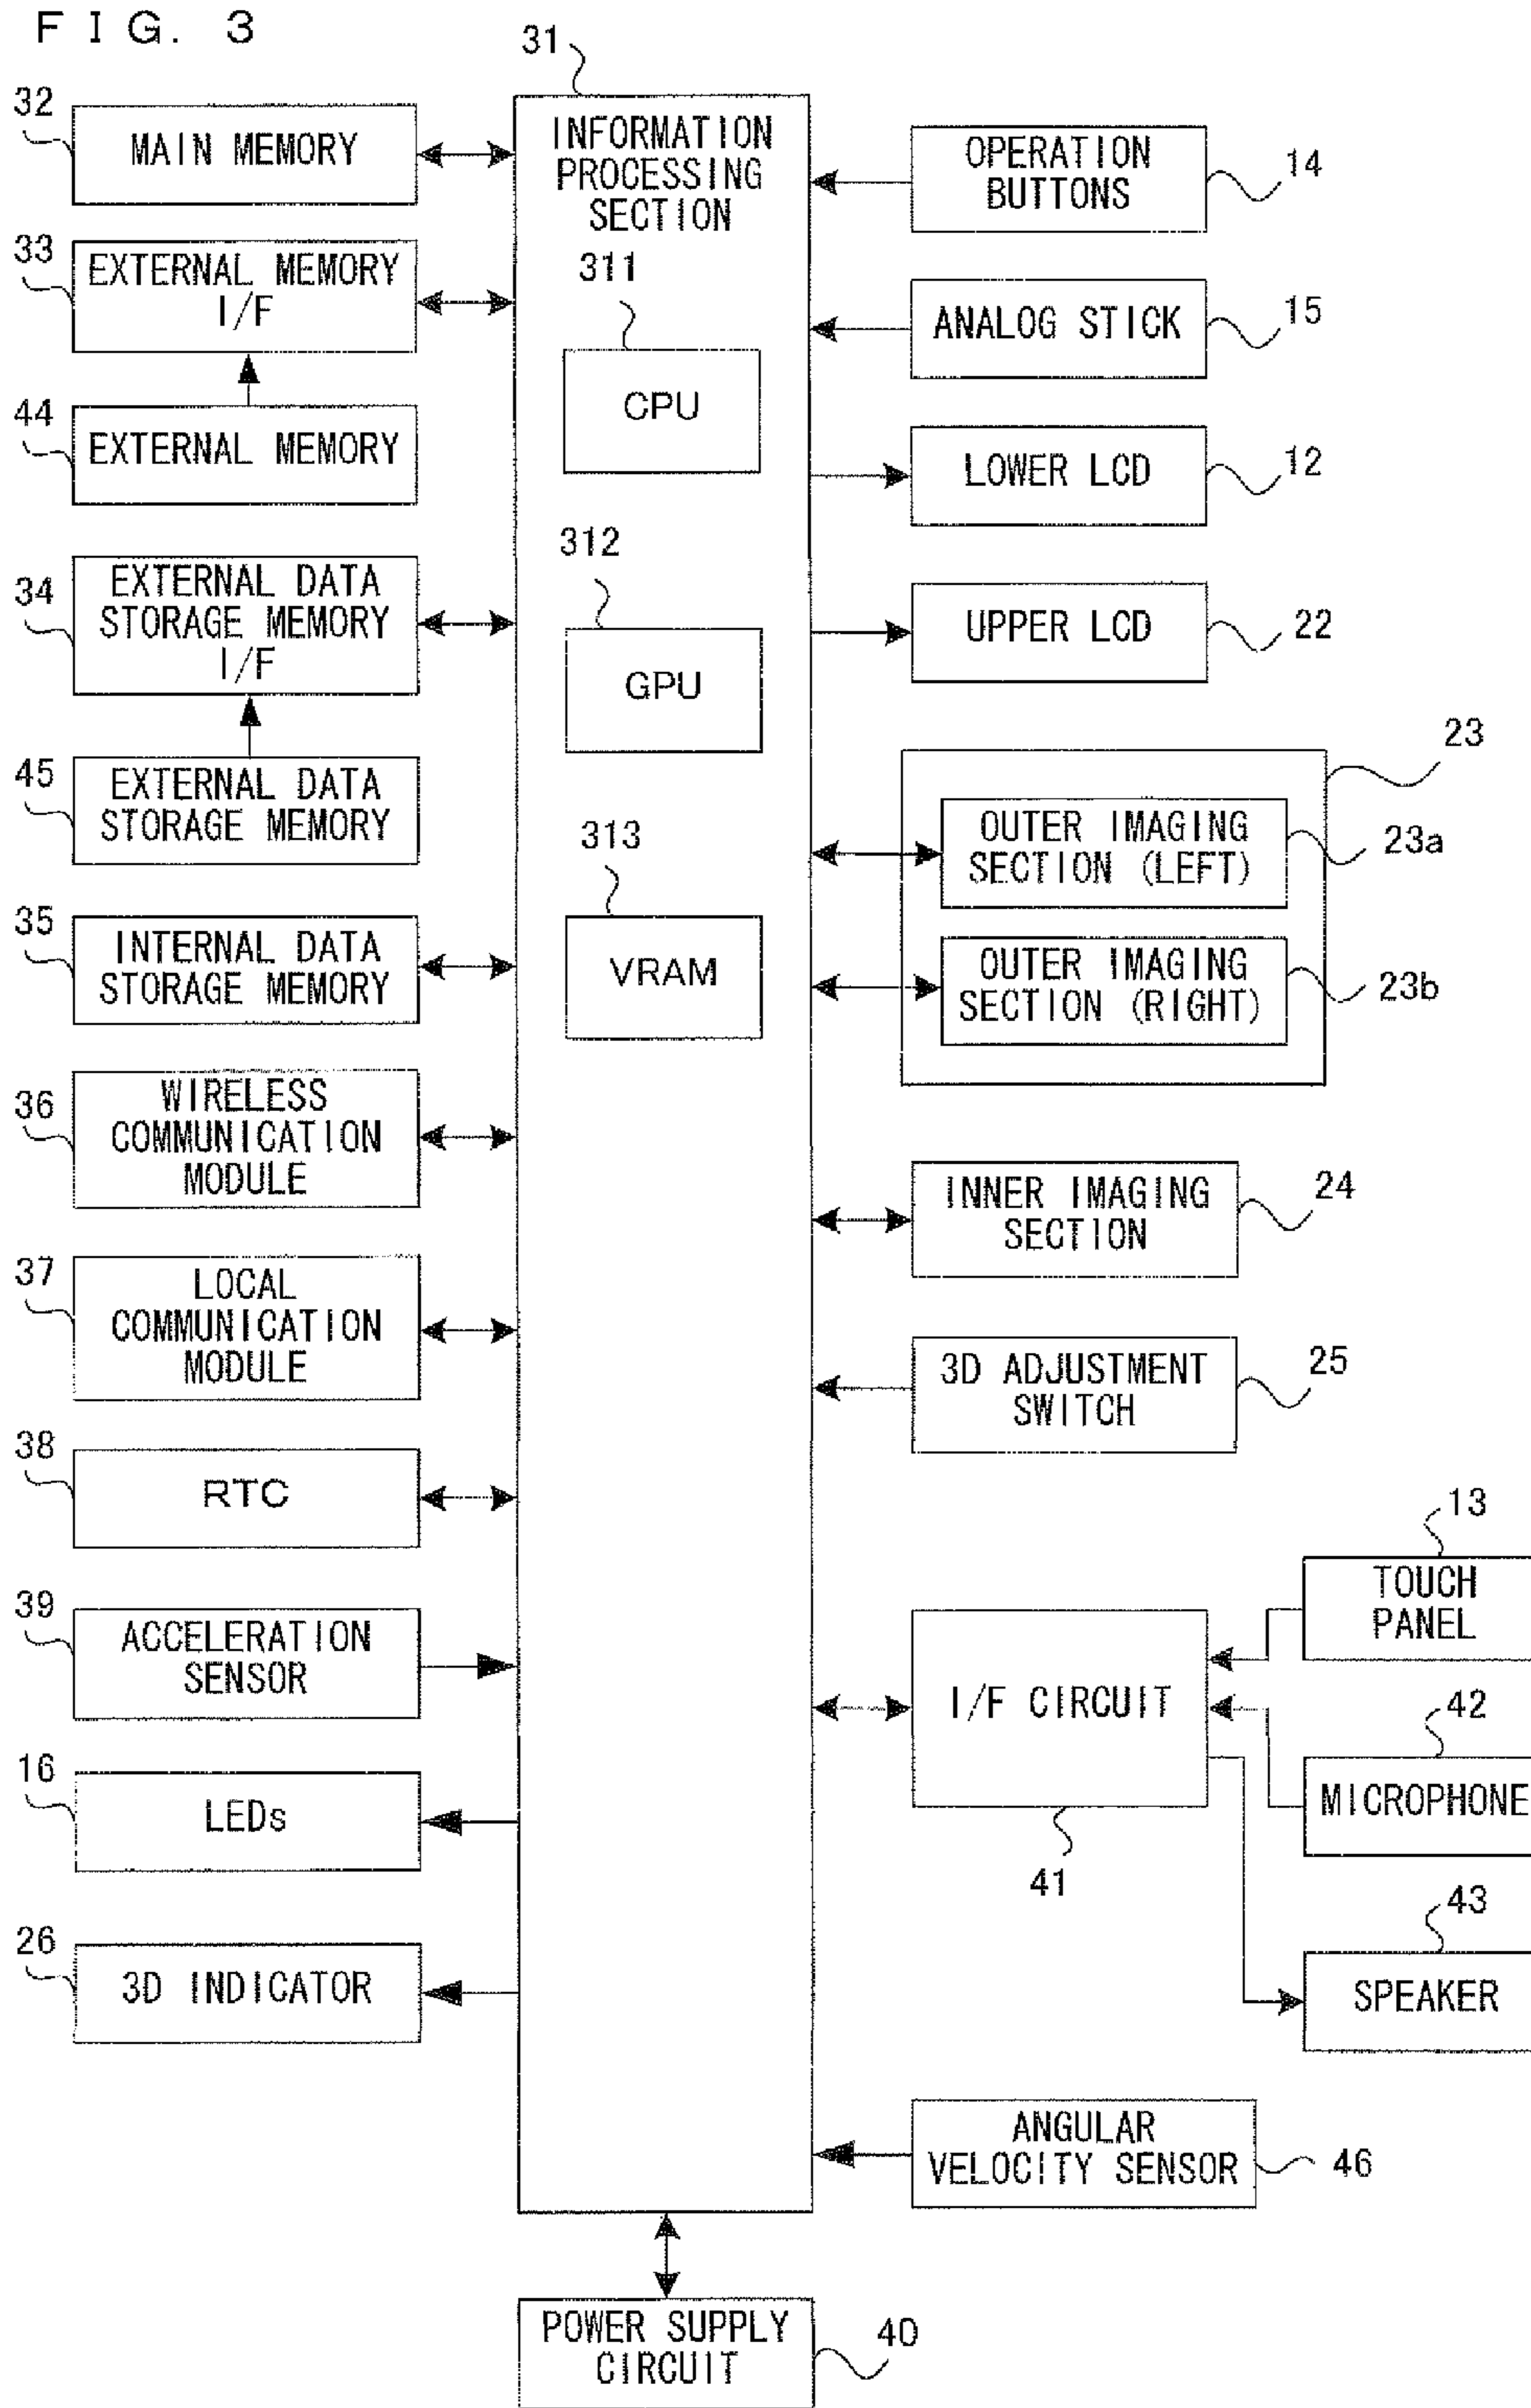 FIG. 3
31
32
MAIN MEMORY
33
EXTERNAL MEMORY
I/F
44
EXTERNAL MEMORY
34
EXTERNAL DATA
STORAGE MEMORY
I/F
45
EXTERNAL DATA
STORAGE MEMORY
35
INTERNAL DATA
STORAGE MEMORY
36
WIRELESS
COMMUNICATION
MODULE
37
LOCAL
COMMUNICATION
MODULE
38
RTC
39
ACCELERATION
SENSOR
16
LEDs
26
3D INDICATOR
INFORMATION
PROCESSING
SECTION
311
CPU
312
GPU
313
VRAM
OPERATION
BUTTONS
14
ANALOG STICK
15
LOWER LCD
12
UPPER LCD
22
23
OUTER IMAGING
SECTION (LEFT)
23a
OUTER IMAGING
SECTION (RIGHT)
23b
INNER IMAGING
SECTION
24
3D ADJUSTMENT
SWITCH
25
13
TOUCH
PANEL
I/F CIRCUIT
41
42
MICROPHONE
43
SPEAKER
ANGULAR
VELOCITY SENSOR
46
POWER SUPPLY
CIRCUIT
40